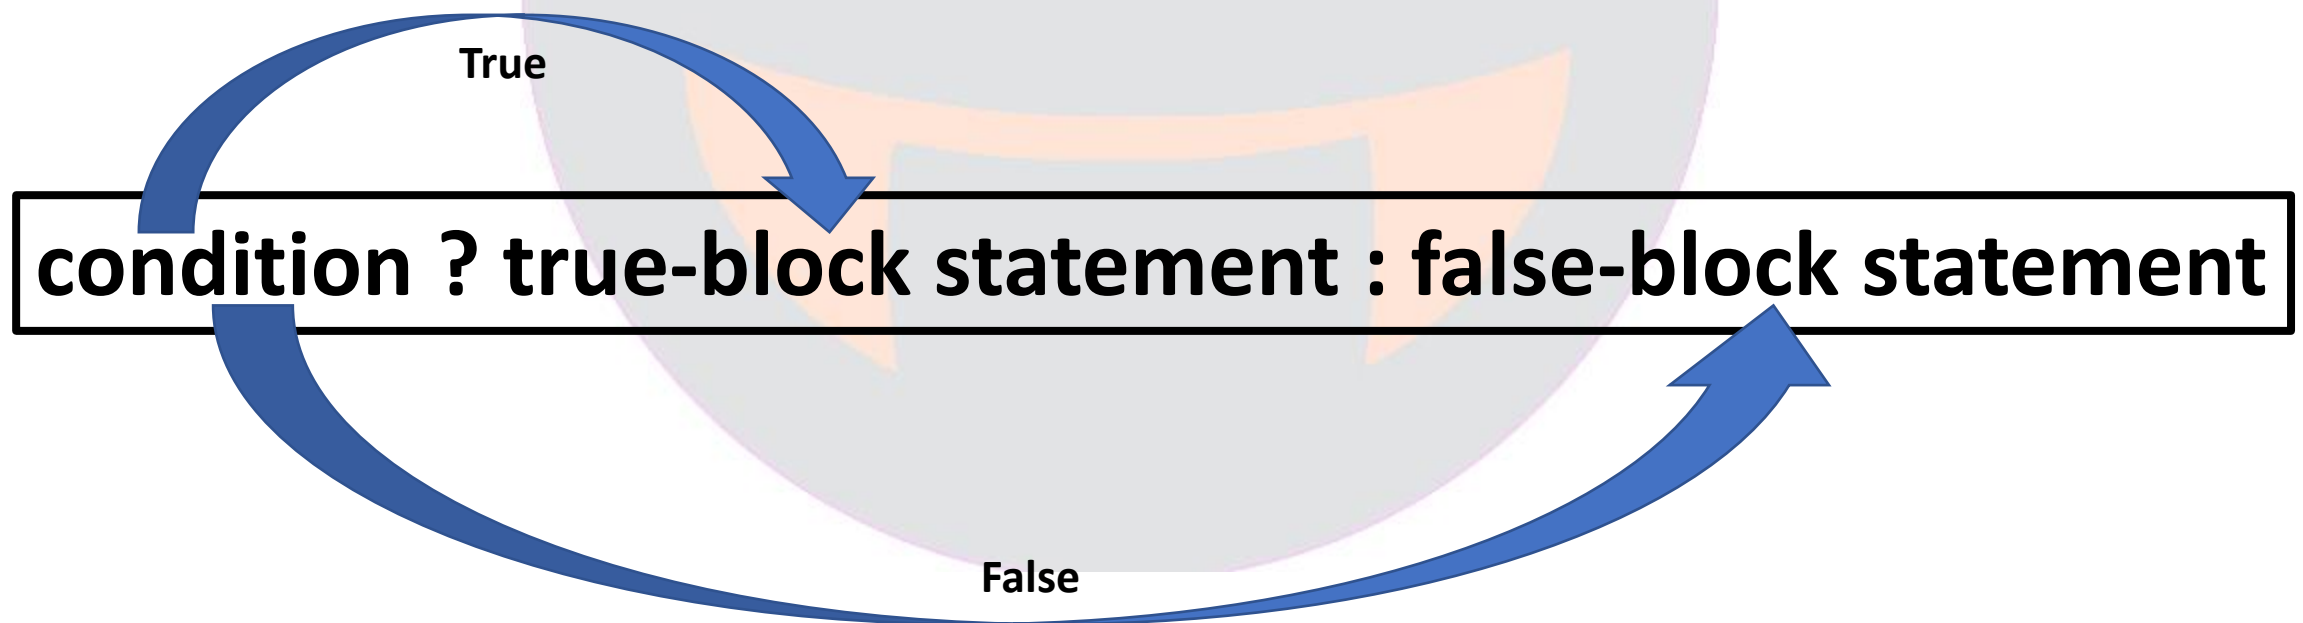 True
condition ? true-block statement : false-block statement
False